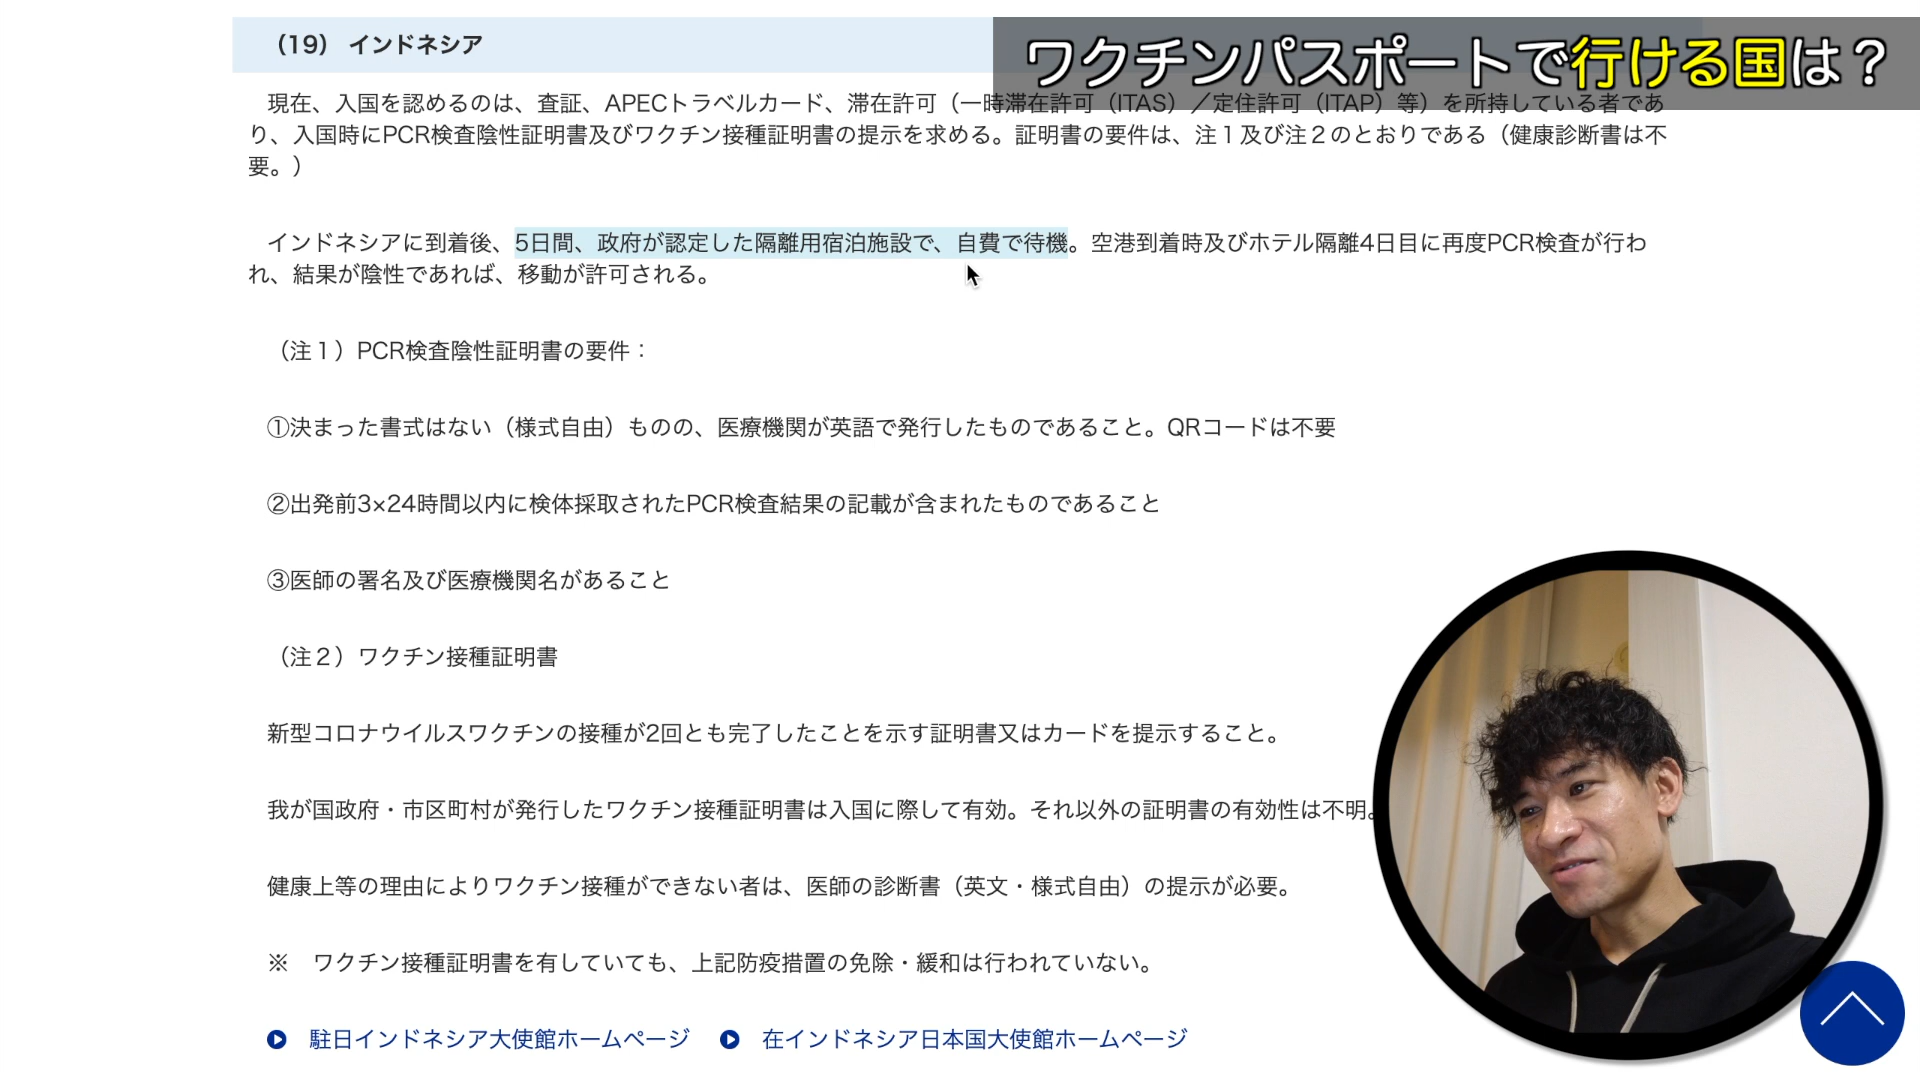 （19） インドネシア
ワクチンパスポートで行ける国は？
現在、入国を認めるのは、査証、APECトラベルカード、滞在許可（一時滞在許可（ITAS）／定住許可（ITAP）等）を所持している者であ
り、入国時にPCR検査陰性証明書及びワクチン接種証明書の提示を求める。証明書の要件は、注１及び注２のとおりである（健康診断書は不
要。）
インドネシアに到着後、5日間、政府が認定した隔離用宿泊施設で、自費で待機。空港到着時及びホテル隔離4日目に再度PCR検査が行わ
れ、結果が陰性であれば、移動が許可される。
（注１）PCR検査陰性証明書の要件：
①決まった書式はない（様式自由）ものの、医療機関が英語で発行したものであること。QRコードは不要
②出発前3×24時間以内に検体採取されたPCR検査結果の記載が含まれたものであること
③医師の署名及び医療機関名があること
（注２）ワクチン接種証明書
新型コロナウイルスワクチンの接種が2回とも完了したことを示す証明書又はカードを提示すること。
我が国政府・市区町村が発行したワクチン接種証明書は入国に際して有効。それ以外の証明書の有効性は不明。
健康上等の理由によりワクチン接種ができない者は、医師の診断書（英文・様式自由）の提示が必要。
※　ワクチン接種証明書を有していても、上記防疫措置の免除・緩和は行われていない。
駐日インドネシア大使館ホームページ　在インドネシア日本国大使館ホームページ